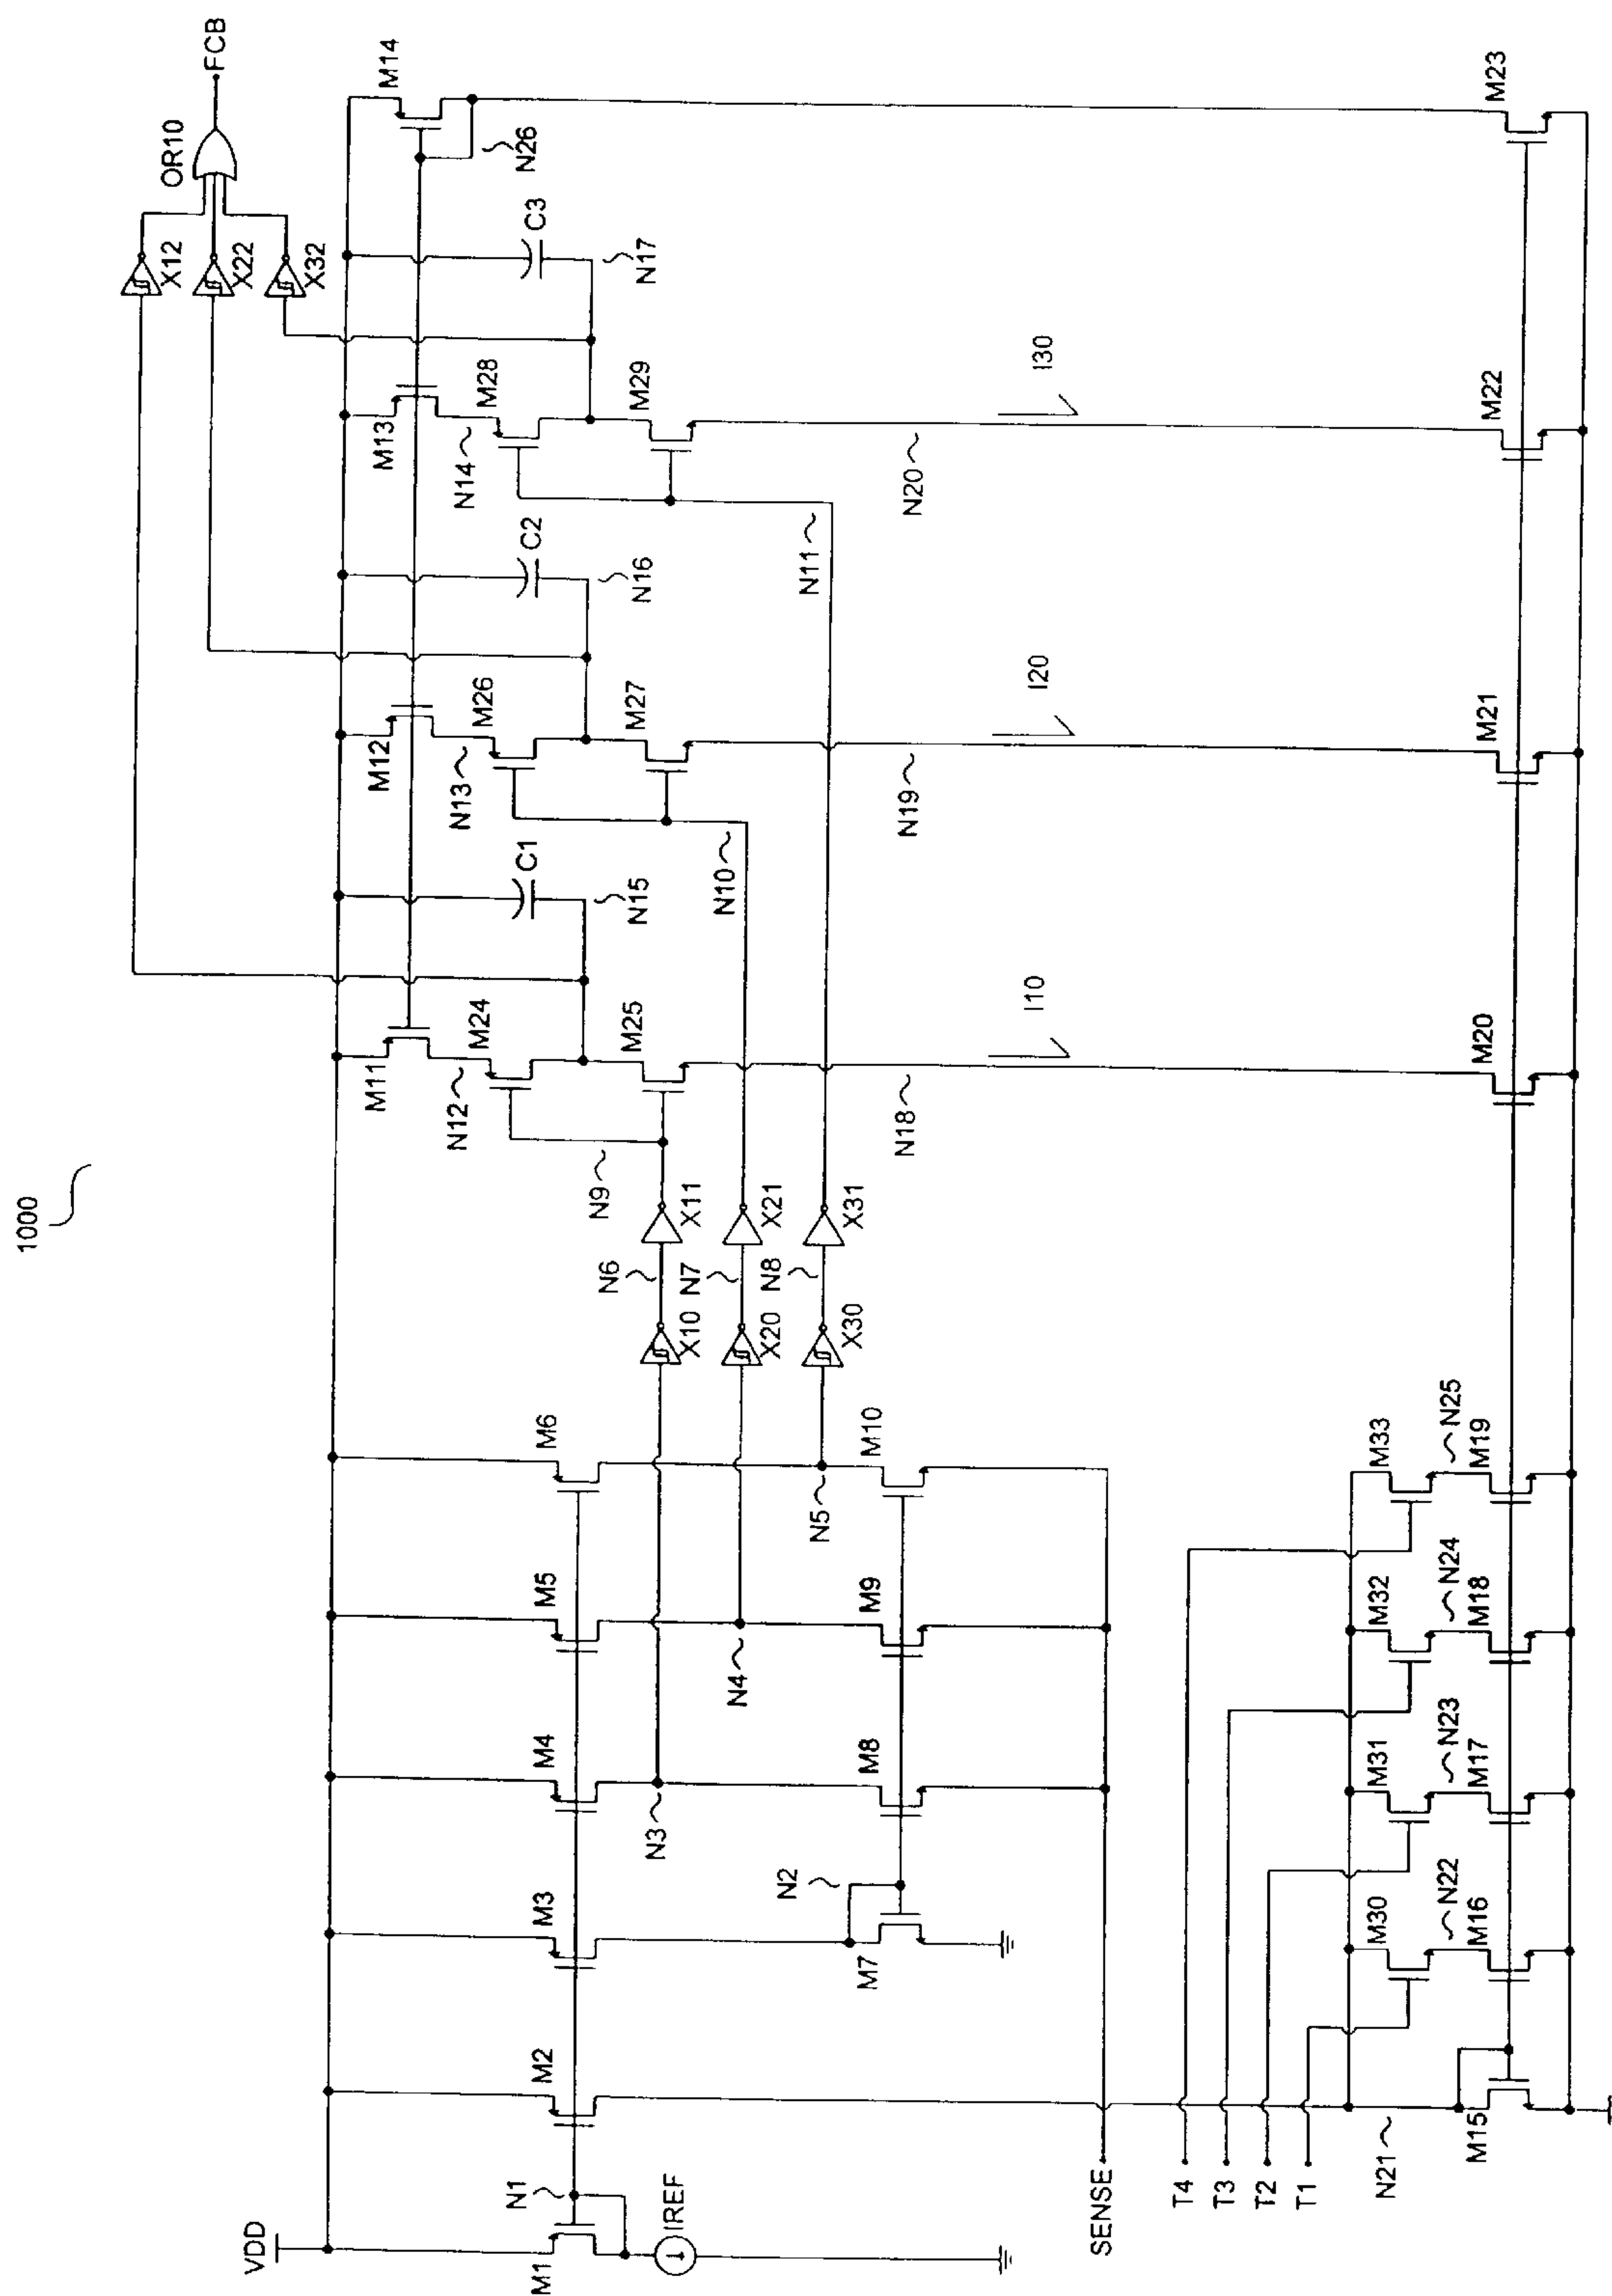 1000
VDD
M1
N1
IREF
M2
M3
M4
M5
M6
N2
M7
N3
M8
N4
M9
N5
M10
SENSE
T4
T3
T2
T1
N21
M15
M30
N22
M16
M31
N23
M17
M32
N24
M18
M33
N25
M19
X10
N6
X11
N9
X20
N7
X21
N10
X30
N8
X31
N11
M11
N12
M24
M25
C1
N15
N18
I10
M20
M12
N13
M26
M27
C2
N16
N19
I20
M21
M13
N14
M28
M29
C3
N17
N20
I30
M22
M14
N26
M23
X12
X22
X32
OR10
FCB